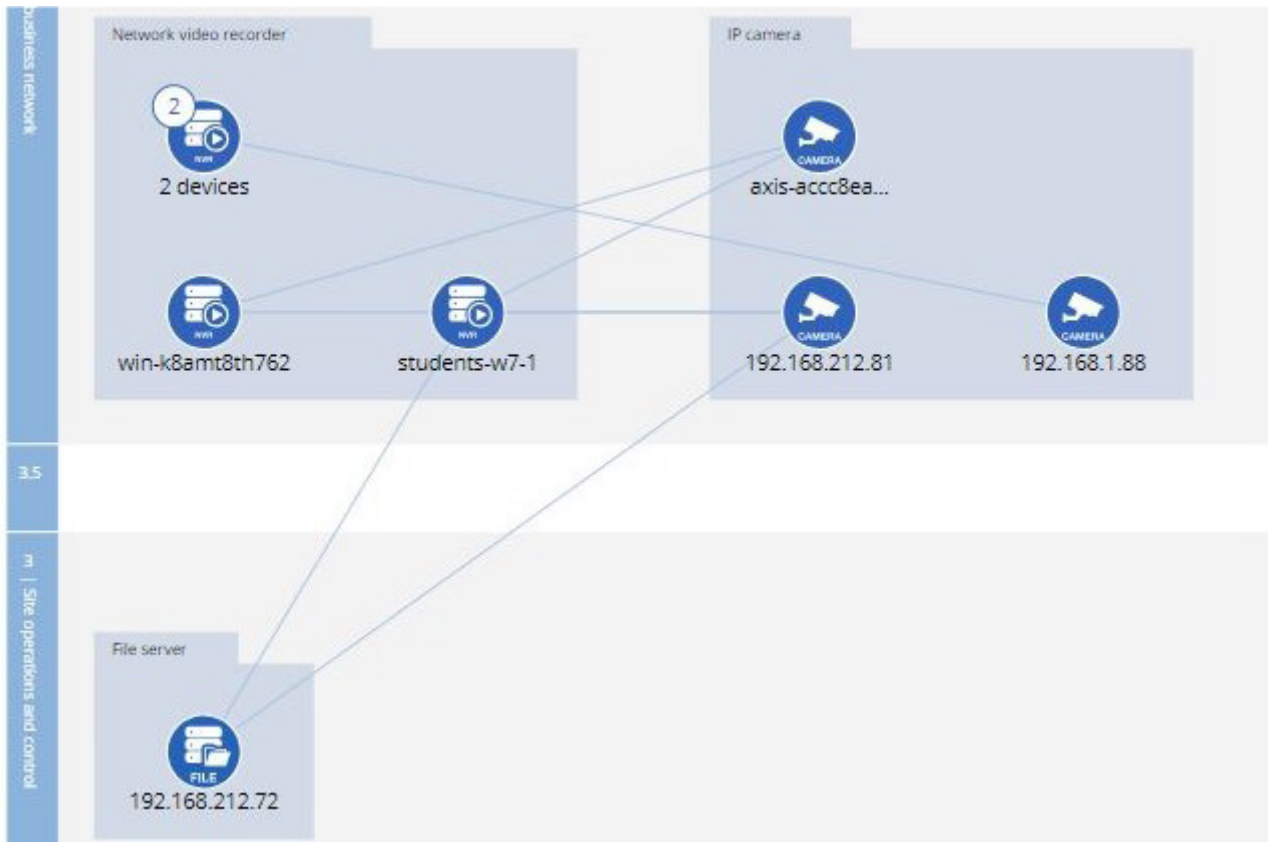 business network
Network video recorder
IP camera
2
NVR
2 devices
CAMERA
axis-accc8ea...
NVR
win-k8amt8th762
NVR
students-w7-1
CAMERA
192.168.212.81
CAMERA
192.168.1.88
3.5
3 | Site operations and control
File server
FILE
192.168.212.72